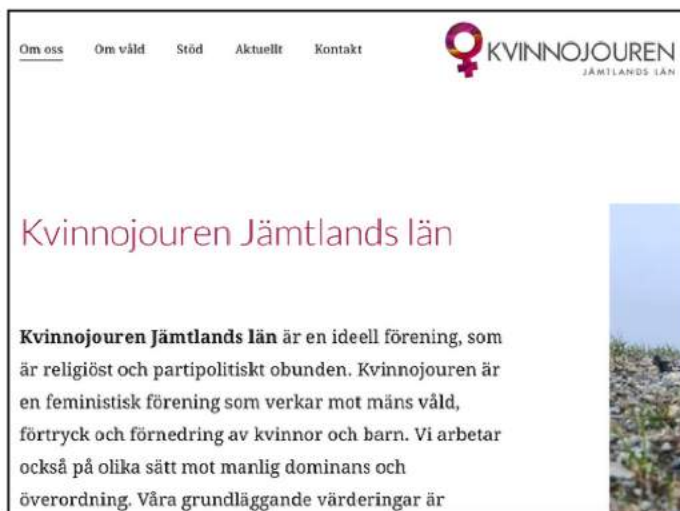 Om oss Om våld Stöd Aktuellt Kontakt
KVINNOJOUREN
JÄMTLANDS LÄN
Kvinnojouren Jämtlands län
Kvinnojouren Jämtlands län är en ideell förening, som
är religiöst och partipolitiskt obunden. Kvinnojouren är
en feministisk förening som verkar mot mäns våld,
förtryck och förnedring av kvinnor och barn. Vi arbetar
också på olika sätt mot manlig dominans och
överordning. Våra grundläggande värderingar är